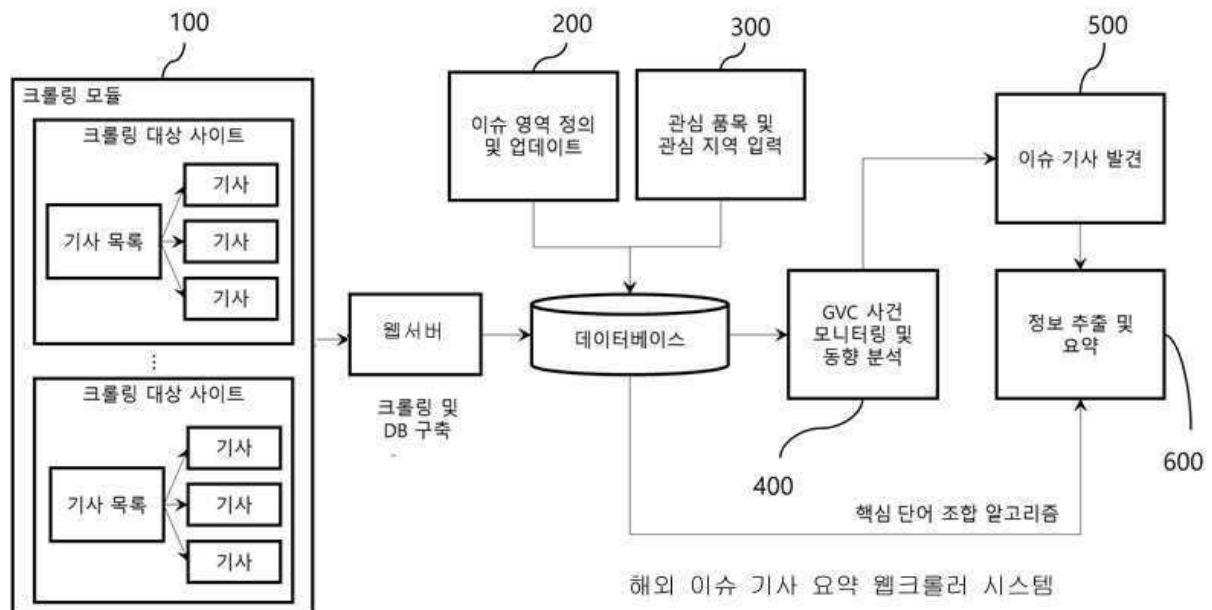 100
200
300
500
크롤링 모듈
크롤링 대상 사이트
기사 목록
기사
기사
기사
⋮
크롤링 대상 사이트
기사 목록
기사
기사
기사
웹서버
크롤링 및
DB 구축
이슈 영역 정의
및 업데이트
관심 품목 및
관심 지역 입력
데이터베이스
GVC 사건
모니터링 및
동향 분석
400
이슈 기사 발견
정보 추출 및
요약
600
핵심 단어 조합 알고리즘
해외 이슈 기사 요약 웹크롤러 시스템